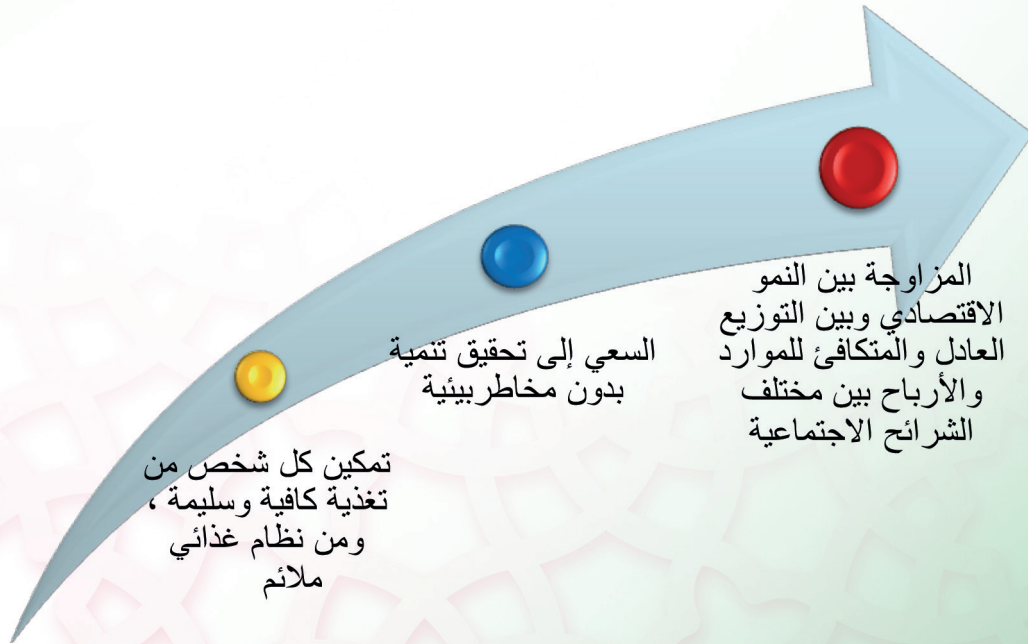 المزاوجة بين النمو
الاقتصادي وبين التوزيع
العادل والمتكافئ للموارد
والأرباح بين مختلف
الشرائح الاجتماعية
السعي إلى تحقيق تنمية
بدون مخاطربيئية
تمكين كل شخص من
تغذية كافية وسليمة ،
ومن نظام غذائي
ملائم